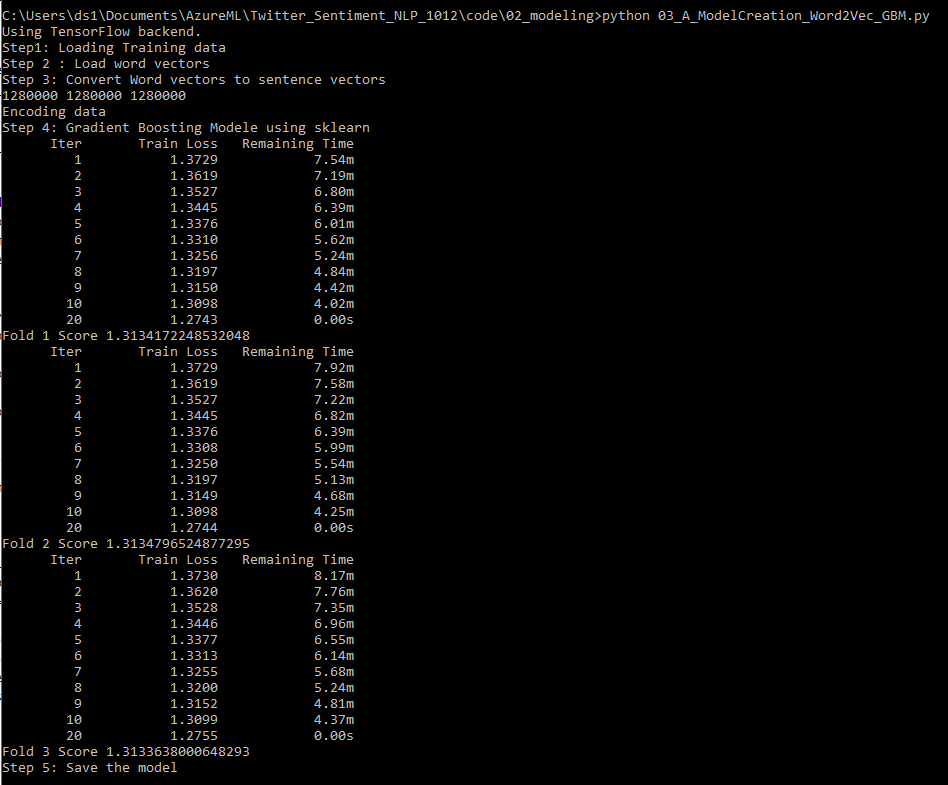 C:\Users\ds1\Documents\AzureML\Twitter_Sentiment_NLP_1012\code\02_modeling>python 03_A_ModelCreation_Word2Vec_GBM.py
Using TensorFlow backend.
Step1: Loading Training data
Step 2 : Load word vectors
Step 3: Convert Word vectors to sentence vectors
1280000 1280000 1280000
Encoding data
Step 4: Gradient Boosting Modele using sklearn
Iter Train Loss Remaining Time
1 1.3729 7.54m
2 1.3619 7.19m
3 1.3527 6.80m
4 1.3445 6.39m
5 1.3376 6.01m
6 1.3310 5.62m
7 1.3256 5.24m
8 1.3197 4.84m
9 1.3150 4.42m
10 1.3098 4.02m
20 1.2743 0.00s
Fold 1 Score 1.3134172248532048
Iter Train Loss Remaining Time
1 1.3729 7.92m
2 1.3619 7.58m
3 1.3527 7.22m
4 1.3445 6.82m
5 1.3376 6.39m
6 1.3308 5.99m
7 1.3250 5.54m
8 1.3197 5.13m
9 1.3149 4.68m
10 1.3098 4.25m
20 1.2744 0.00s
Fold 2 Score 1.3134796524877295
Iter Train Loss Remaining Time
1 1.3730 8.17m
2 1.3620 7.76m
3 1.3528 7.35m
4 1.3446 6.96m
5 1.3377 6.55m
6 1.3313 6.14m
7 1.3255 5.68m
8 1.3200 5.24m
9 1.3152 4.81m
10 1.3099 4.37m
20 1.2755 0.00s
Fold 3 Score 1.3133638000648293
Step 5: Save the model